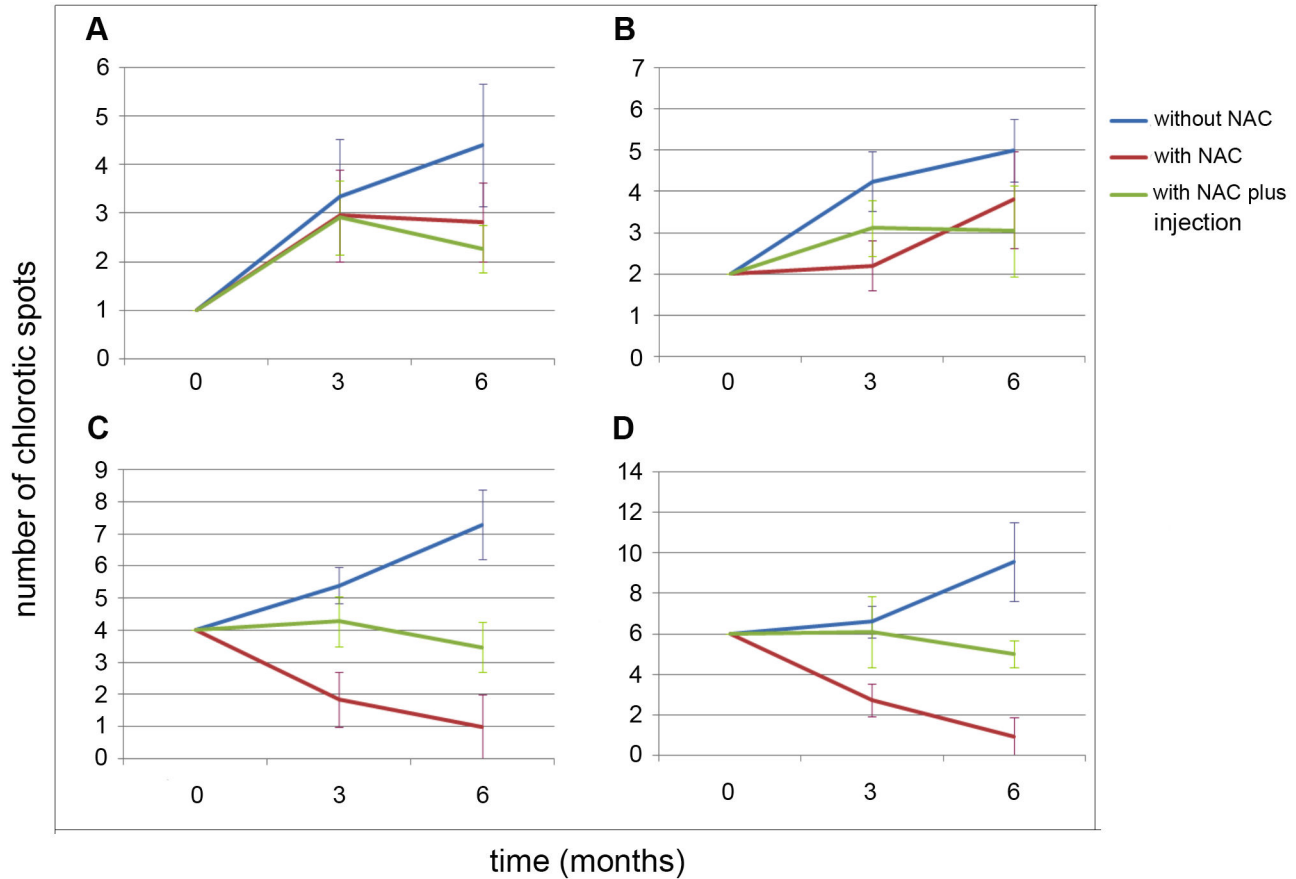 A
6
5
4
3
2
1
0
0 3 6
B
7
6
5
4
3
2
1
0
0 3 6
without NAC
with NAC
with NAC plus
injection
number of chlorotic spots
C
9
8
7
6
5
4
3
2
1
0
0 3 6
D
14
12
10
8
6
4
2
0
0 3 6
time (months)